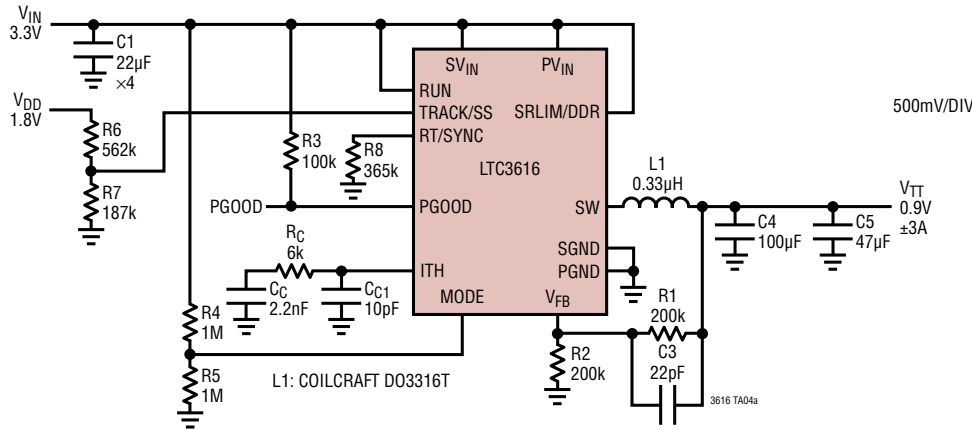 VIN
3.3V
C1
22µF
×4
VDD
1.8V
R6
562k
R7
187k
R3
100k
R8
365k
PGOOD
RC
6k
CC
2.2nF
CC1
10pF
R4
1M
R5
1M
L1: COILCRAFT DO3316T
SVIN
PVIN
RUN
TRACK/SS
RT/SYNC
SRLIM/DDR
LTC3616
PGOOD
SW
SGND
PGND
ITH
MODE
VFB
L1
0.33µH
VTT
0.9V
±3A
C4
100µF
C5
47µF
R1
200k
C3
22pF
R2
200k
3616 TA04a
500mV/DIV